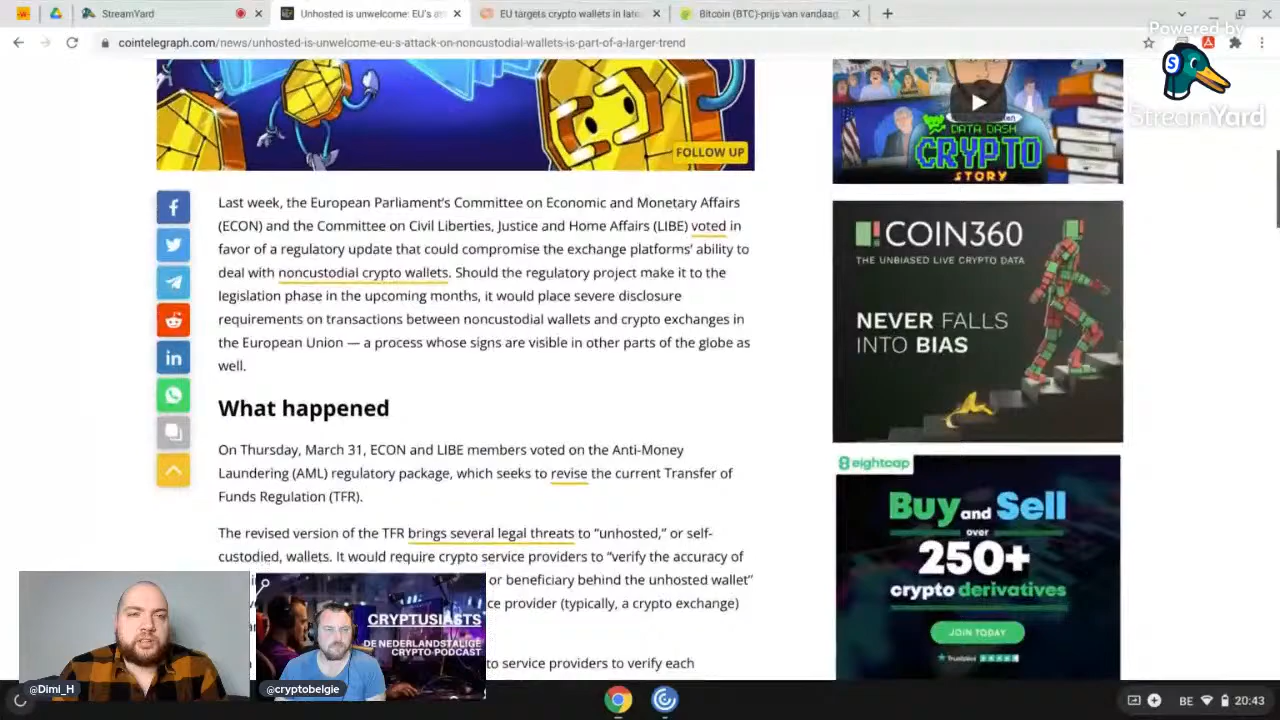 StreamYard
Unhosted is unwelcome: EU's a
EU targets crypto wallets in late
Bitcoin (BTC)-prijs van vandaag,
cointelegraph.com/news/unhosted-is-unwelcome-eu-s-attack-on-noncustodial-wallets-is-part-of-a-larger-trend
Powered by
StreamYard
FOLLOW UP
DATA DASH
CRYPTO
STORY
Last week, the European Parliament's Committee on Economic and Monetary Affairs
(ECON) and the Committee on Civil Liberties, Justice and Home Affairs (LIBE) voted in
favor of a regulatory update that could compromise the exchange platforms' ability to
deal with noncustodial crypto wallets. Should the regulatory project make it to the
legislation phase in the upcoming months, it would place severe disclosure
requirements on transactions between noncustodial wallets and crypto exchanges in
the European Union — a process whose signs are visible in other parts of the globe as
well.
What happened
On Thursday, March 31, ECON and LIBE members voted on the Anti-Money
Laundering (AML) regulatory package, which seeks to revise the current Transfer of
Funds Regulation (TFR).
The revised version of the TFR brings several legal threats to “unhosted,” or self-
custodied, wallets. It would require crypto service providers to “verify the accuracy of
or beneficiary behind the unhosted wallet”
ce provider (typically, a crypto exchange)
to service providers to verify each
COIN360
THE UNBIASED LIVE CRYPTO DATA
NEVER FALLS
INTO BIAS
eightcap
Buy and Sell
over
250+
crypto derivatives
JOIN TODAY
Trustpilot
CRYPTUSIASTS
DE NEDERLANDSTALIGE
CRYPTO PODCAST
@Dimi_H
@cryptobelgie
BE
20:43